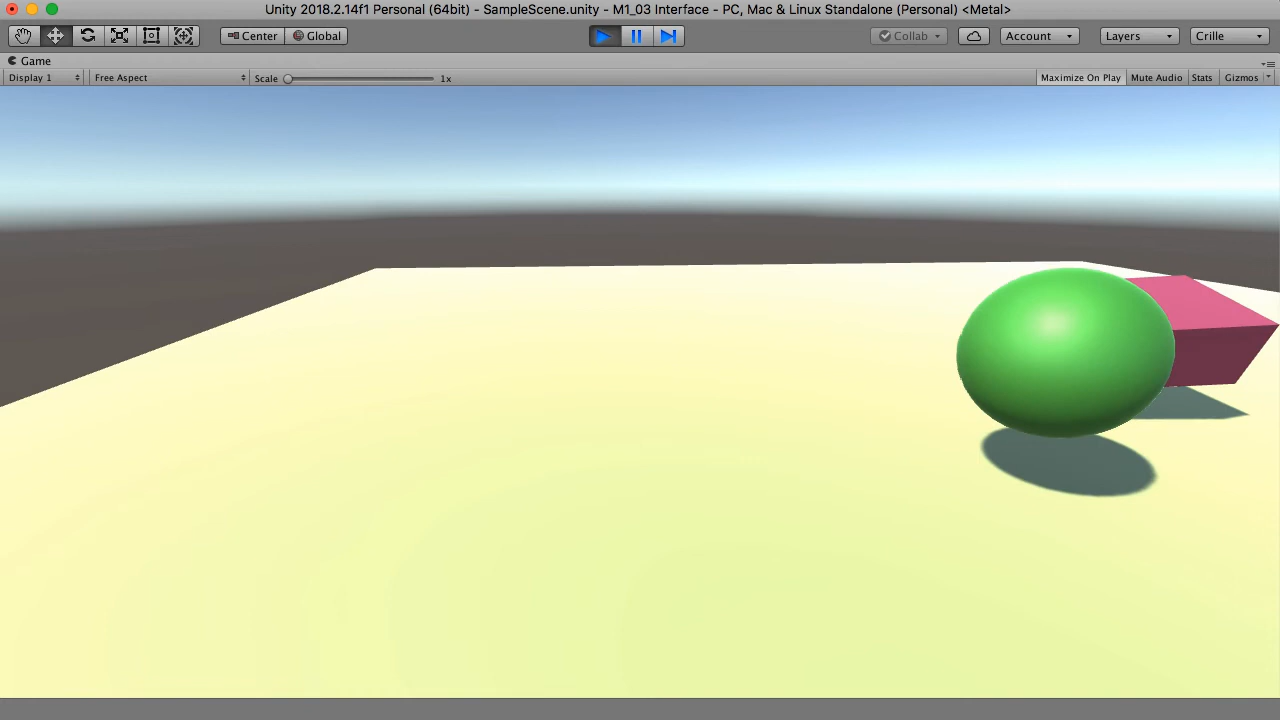 Unity 2018.2.14f1 Personal (64bit) - SampleScene.unity - M1_03 Interface - PC, Mac & Linux Standalone (Personal) <Metal>
Center Global Collab Account Layers Crille
Game
Display 1 Free Aspect Scale 1x Maximize On Play Mute Audio Stats Gizmos